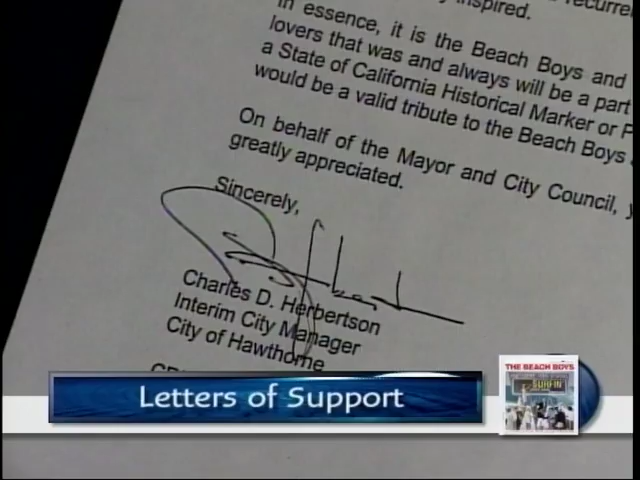 inspired.
In essence, it is the Beach Boys and
lovers that was and always will be a part
a State of California Historical Marker or
would be a valid tribute to the Beach Boys
On behalf of the Mayor and City Council,
greatly appreciated.
Sincerely,
Charles D. Herbertson
Interim City Manager
City of Hawthorne
Letters of Support
THE BEACH BOYS
SURFIN